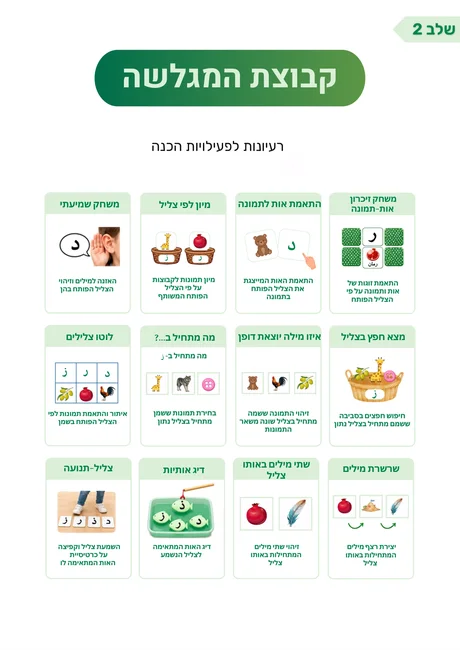 שלב 2
קבוצת המגלשה
רעיונות לפעילויות הכנה
משחק זיכרון
אות-תמונה
ر
رمان
התאמת זוגות של
אות ותמונה על פי
הצליל הפותח
התאמת אות לתמונה
د
התאמת האות המייצגת
את הצליל הפותח
בתמונה
מיון לפי צליל
מיון תמונות לקבוצות
על פי הצליל
הפותח המשותף
משחק שמיעתי
د
האזנה למילים וזיהוי
הצליל הפותח בהן
מצא חפץ בצליל
ز
חיפוש חפצים בסביבה
ששמם מתחיל בצליל נתון
איזו מילה יוצאת דופן
זיהוי התמונה ששמה
מתחיל בצליל שונה משאר
התמונות
מה מתחיל ב...?
מה מתחיל ב- ز
בחירת תמונות ששמן
מתחיל בצליל נתון
לוטו צלילים
ز ر د
איתור והתאמת תמונות לפי
הצליל הפותח בשמן
שרשרת מילים
יצירת רצף מילים
המתחילות באותו
צליל
שתי מילים באותו
צליל
זיהוי שתי מילים
המתחילות באותו
צליל
דיג אותיות
דיג האות המתאימה
לצליל הנשמע
צליל-תנועה
השמעת צליל וקפיצה
על כרטיסיית
האות המתאימה לו